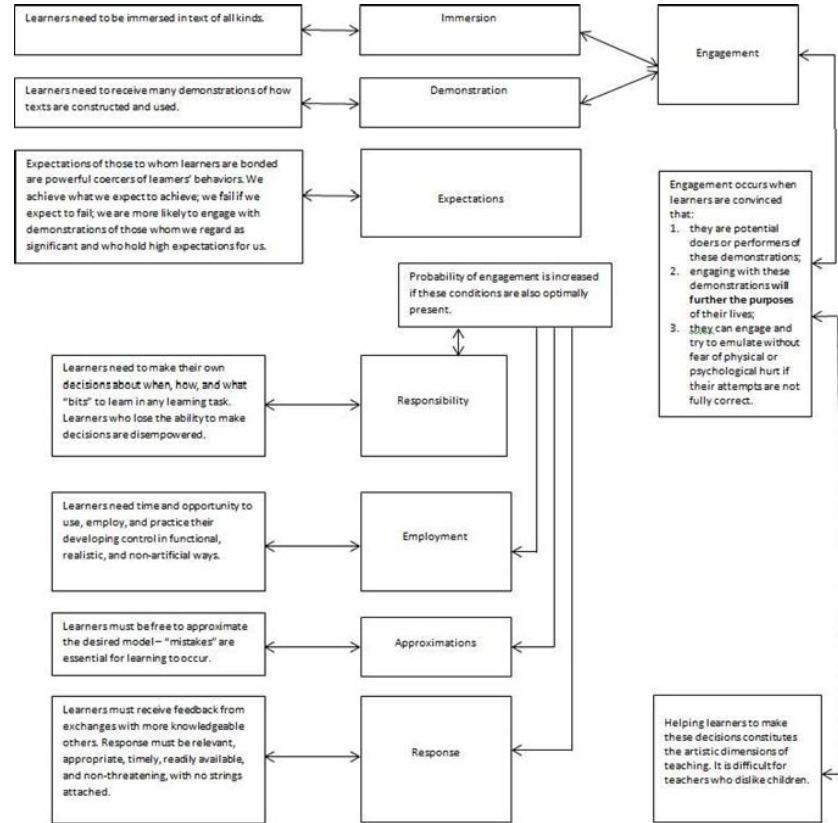 Learners need to be immersed in text of all kinds.
Immersion
Engagement
Learners need to receive many demonstrations of how
texts are constructed and used.
Demonstration
Expectations of those to whom learners are bonded
are powerful coercers of learners' behaviors. We
achieve what we expect to achieve; we fail if we
expect to fail; we are more likely to engage with
demonstrations of those whom we regard as
significant and who hold high expectations for us.
Expectations
Engagement occurs when
learners are convinced
that:
1. they are potential
doers or performers of
these demonstrations;
2. engaging with these
demonstrations will
further the purposes
of their lives;
3. they can engage and
try to emulate without
fear of physical or
psychological hurt if
their attempts are not
fully correct.
Probability of engagement is increased
if these conditions are also optimally
present.
Learners need to make their own
decisions about when, how, and what
"bits" to learn in any learning task.
Learners who lose the ability to make
decisions are disempowered.
Responsibility
Learners need time and opportunity to
use, employ, and practice their
developing control in functional,
realistic, and non-artificial ways.
Employment
Learners must be free to approximate
the desired model – "mistakes" are
essential for learning to occur.
Approximations
Learners must receive feedback from
exchanges with more knowledgeable
others. Response must be relevant,
appropriate, timely, readily available,
and non-threatening, with no strings
attached.
Response
Helping learners to make
these decisions constitutes
the artistic dimensions of
teaching. It is difficult for
teachers who dislike children.